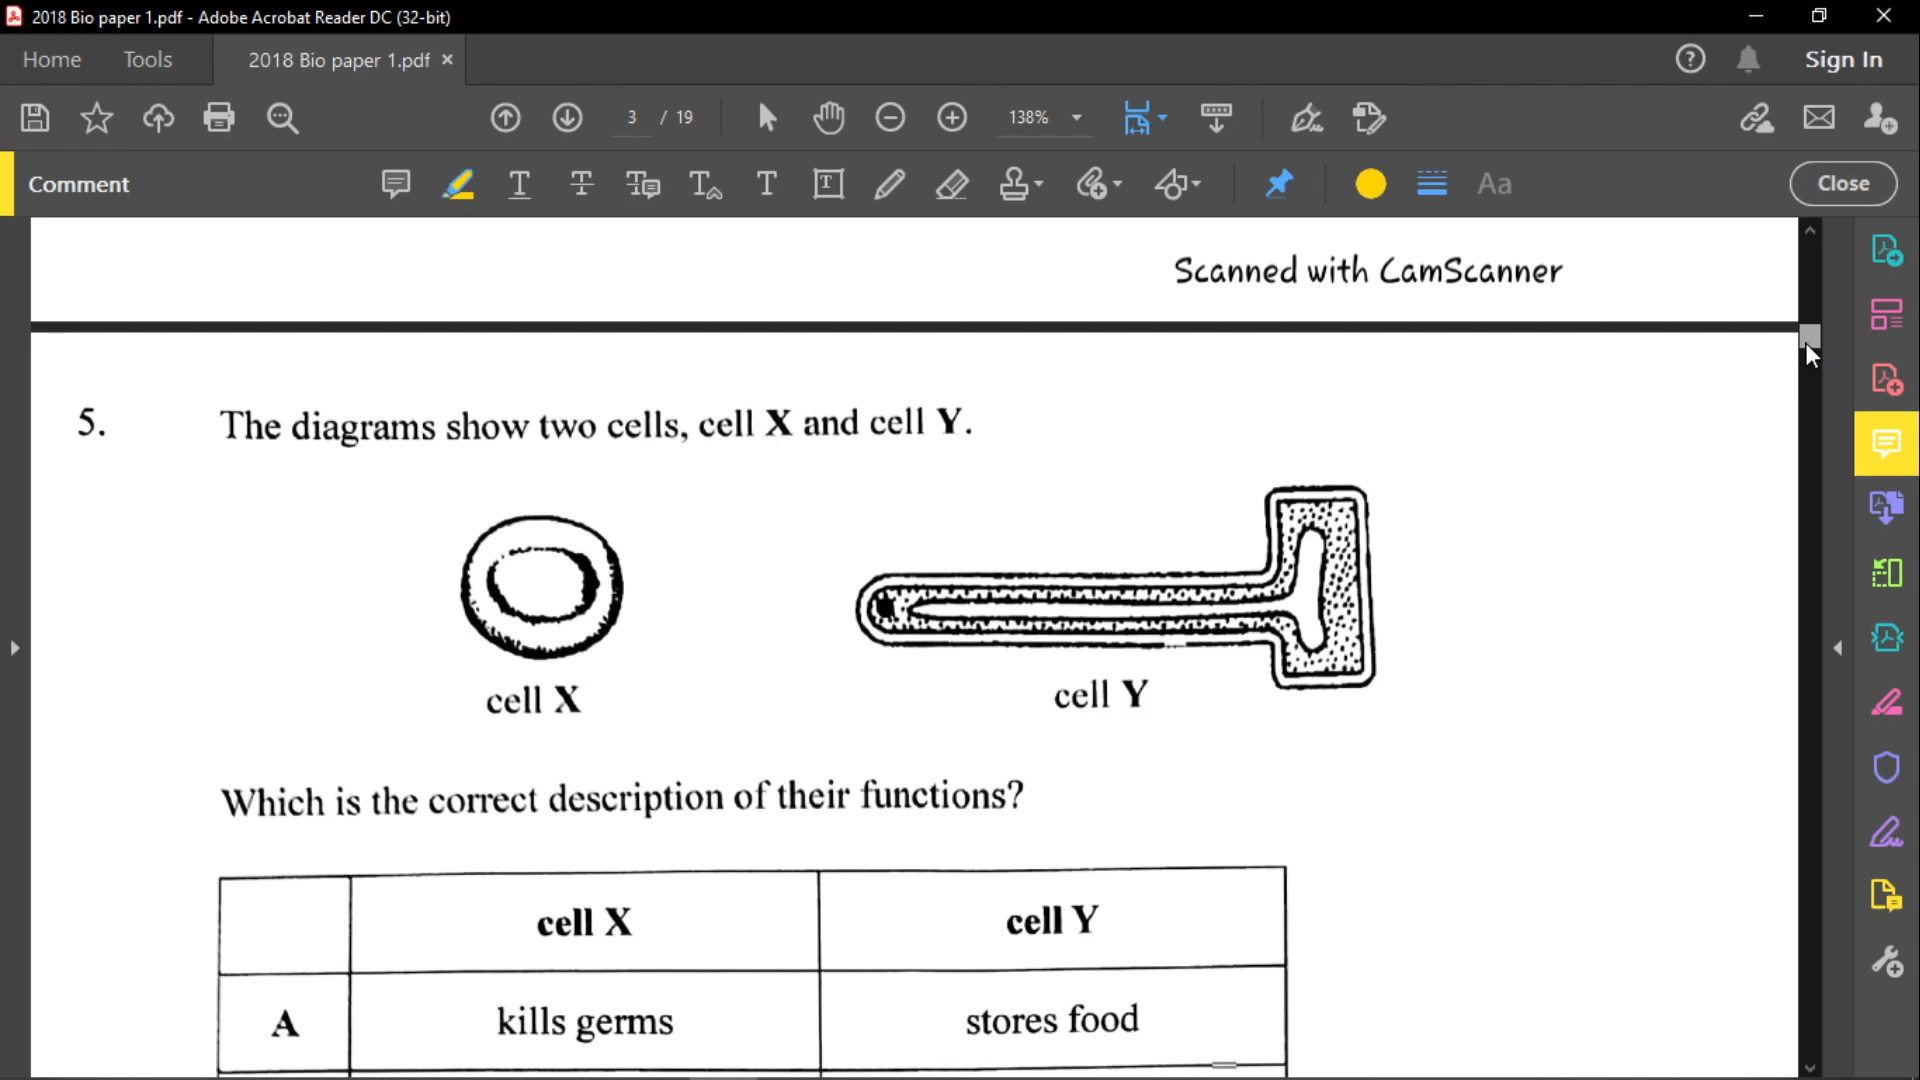 2018 Bio paper 1.pdf - Adobe Acrobat Reader DC (32-bit)
Home Tools 2018 Bio paper 1.pdf × Sign In
3 / 19 138%
Comment Aa Close
Scanned with CamScanner
5. The diagrams show two cells, cell X and cell Y.
cell X cell Y
Which is the correct description of their functions?
cell X cell Y
A kills germs stores food